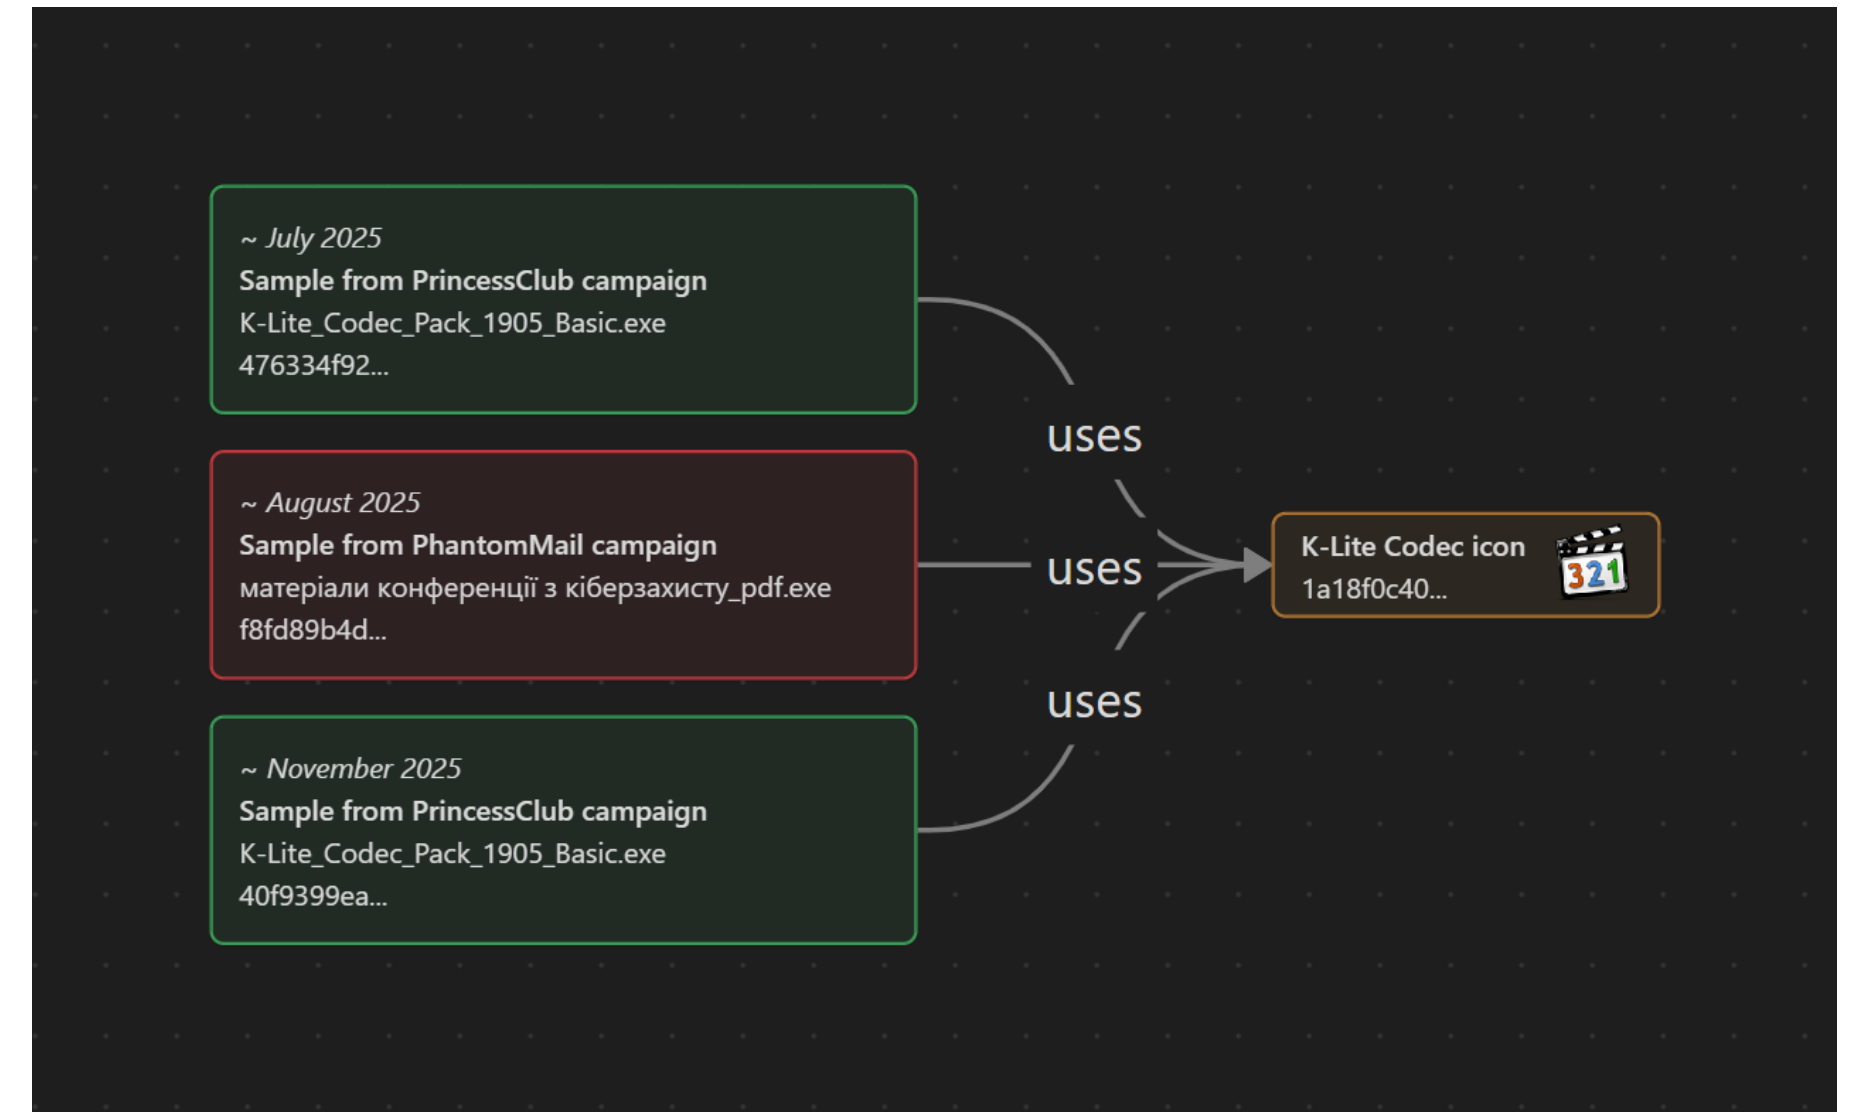 ~ July 2025
Sample from PrincessClub campaign
K-Lite_Codec_Pack_1905_Basic.exe
476334f92...
uses
~ August 2025
Sample from PhantomMail campaign
матеріали конференції з кіберзахисту_pdf.exe
f8fd89b4d...
uses
K-Lite Codec icon
1a18f0c40...
321
~ November 2025
Sample from PrincessClub campaign
K-Lite_Codec_Pack_1905_Basic.exe
40f9399ea...
uses